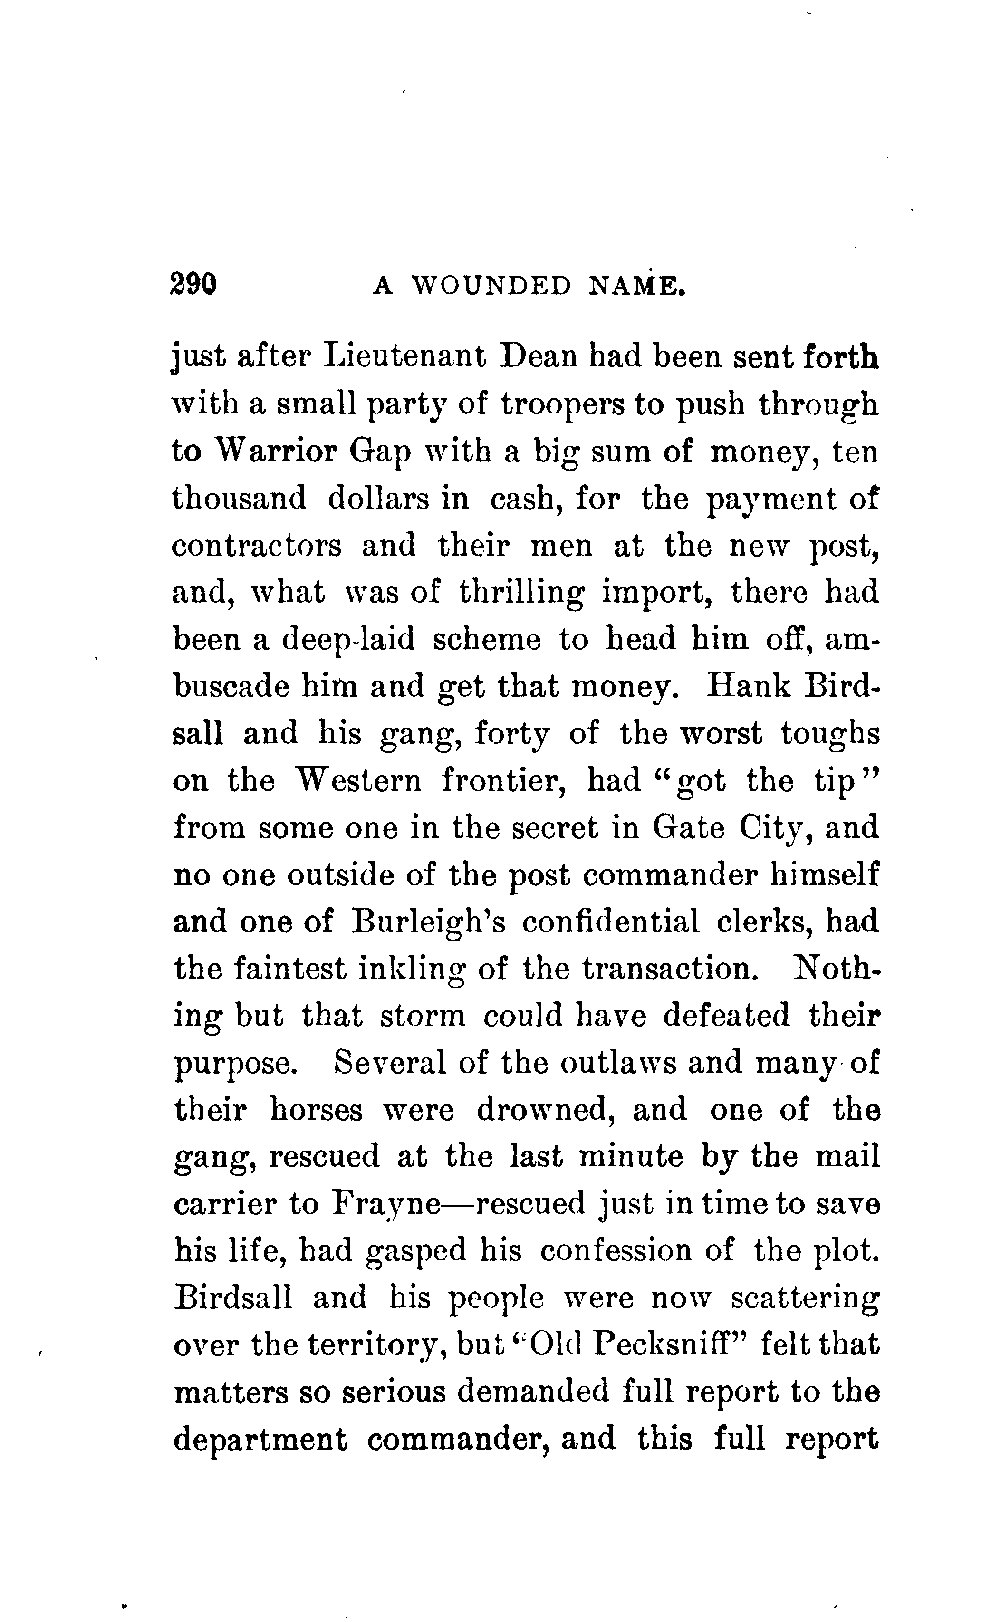 290 A WOUNDED NAME.
just after Lieutenant Dean had been sent forth
with a small party of troopers to push through
to Warrior Gap with a big sum of money, ten
thousand dollars in cash, for the payment of
contractors and their men at the new post,
and, what was of thrilling import, there had
been a deep-laid scheme to head him off, am-
buscade him and get that money. Hank Bird-
sall and his gang, forty of the worst toughs
on the Western frontier, had “got the tip”
from some one in the secret in Gate City, and
no one outside of the post commander himself
and one of Burleigh’s confidential clerks, had
the faintest inkling of the transaction. Noth-
ing but that storm could have defeated their
purpose. Several of the outlaws and many of
their horses were drowned, and one of the
gang, rescued at the last minute by the mail
carrier to Frayne—rescued just in time to save
his life, had gasped his confession of the plot.
Birdsall and his people were now scattering
over the territory, but “Old Pecksniff” felt that
matters so serious demanded full report to the
department commander, and this full report